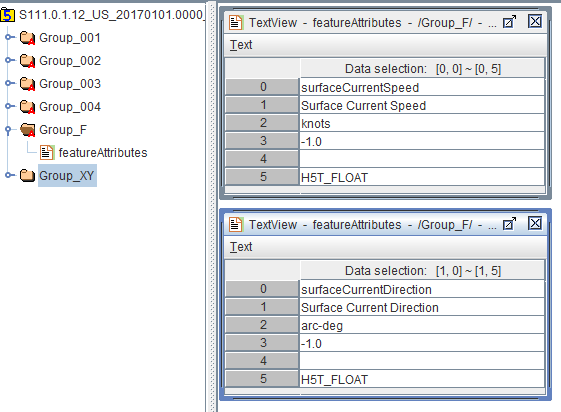 S111.0.1.12_US_20170101.0000_
Group_001
Group_002
Group_003
Group_004
Group_F
featureAttributes
Group_XY
TextView - featureAttributes - /Group_F/ - ...
Text
Data selection: [0, 0] ~ [0, 5]
0 surfaceCurrentSpeed
1 Surface Current Speed
2 knots
3 -1.0
4
5 H5T_FLOAT
TextView - featureAttributes - /Group_F/ - ...
Text
Data selection: [1, 0] ~ [1, 5]
0 surfaceCurrentDirection
1 Surface Current Direction
2 arc-deg
3 -1.0
4
5 H5T_FLOAT